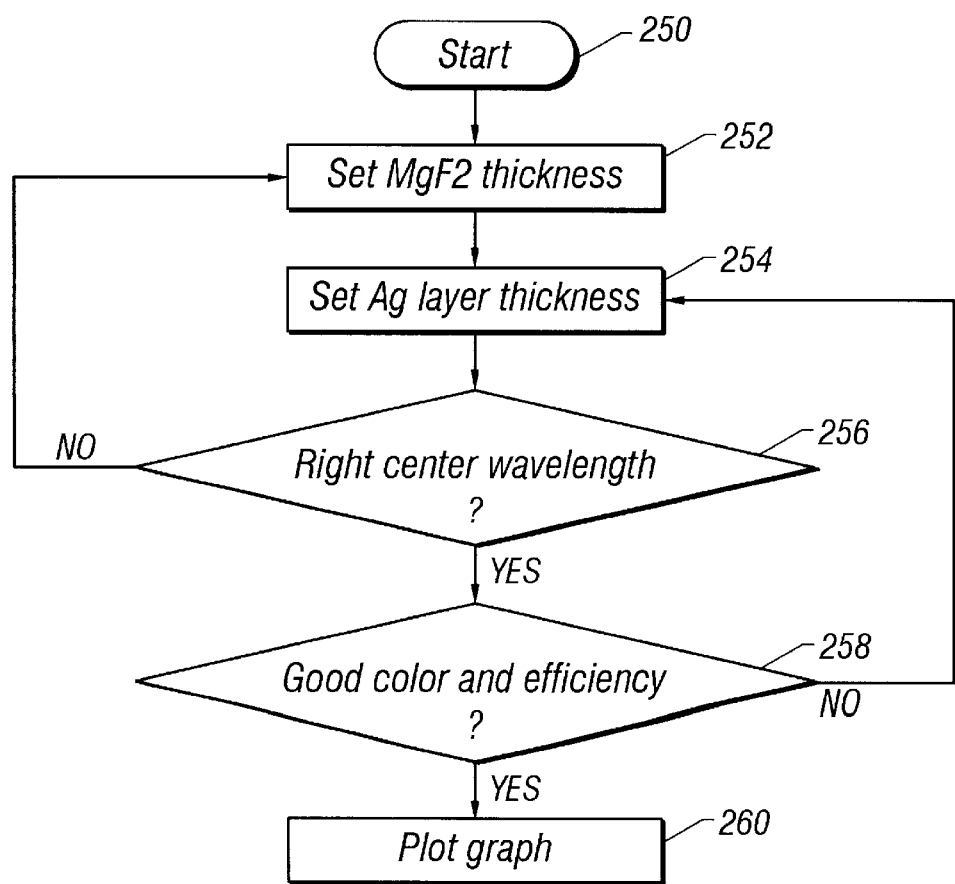 Start
250
Set MgF2 thickness
252
Set Ag layer thickness
254
Right center wavelength
?
256
NO
YES
Good color and efficiency
?
258
NO
YES
Plot graph
260